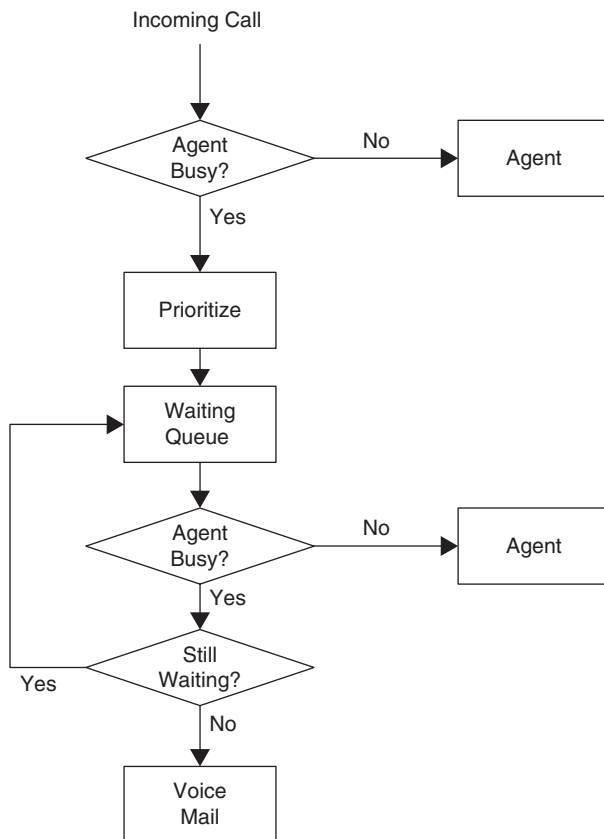 Incoming Call
Agent
Busy?
No
Agent
Yes
Prioritize
Waiting
Queue
Agent
Busy?
No
Agent
Yes
Still
Waiting?
Yes
No
Voice
Mail